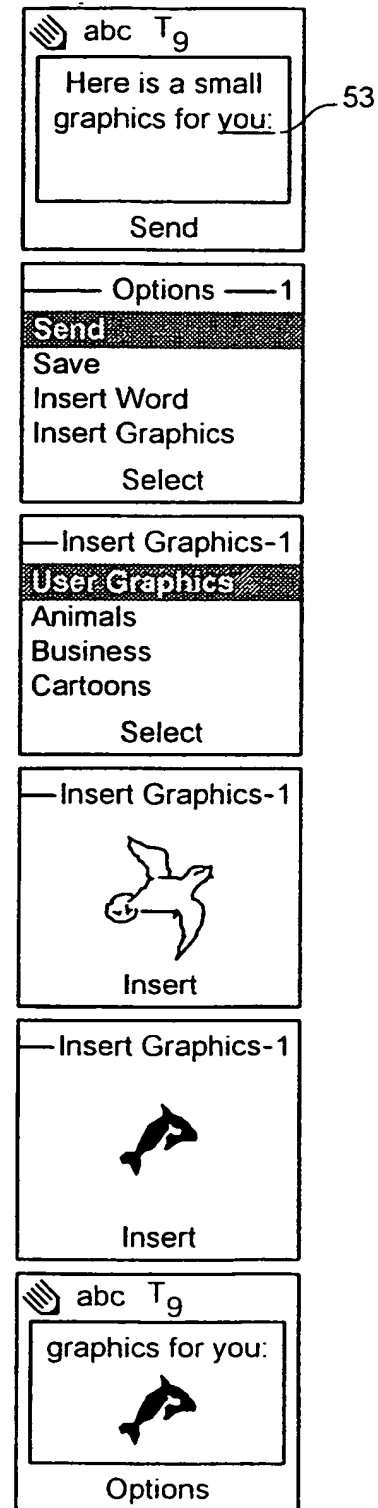 abc T9
Here is a small
graphics for you:
53
Send
Options 1
Send
Save
Insert Word
Insert Graphics
Select
Insert Graphics-1
User Graphics
Animals
Business
Cartoons
Select
Insert Graphics-1
Insert
Insert Graphics-1
Insert
abc T9
graphics for you:
Options